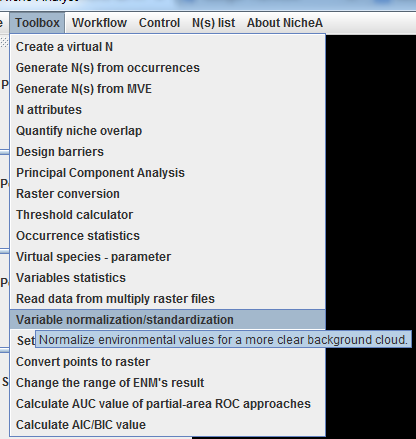 Toolbox Workflow Control N(s) list About NicheA
Create a virtual N
Generate N(s) from occurrences
Generate N(s) from MVE
N attributes
Quantify niche overlap
Design barriers
Principal Component Analysis
Raster conversion
Threshold calculator
Occurrence statistics
Virtual species - parameter
Variables statistics
Read data from multiply raster files
Variable normalization/standardization
Set
Normalize environmental values for a more clear background cloud.
Convert points to raster
Change the range of ENM's result
Calculate AUC value of partial-area ROC approaches
Calculate AIC/BIC value